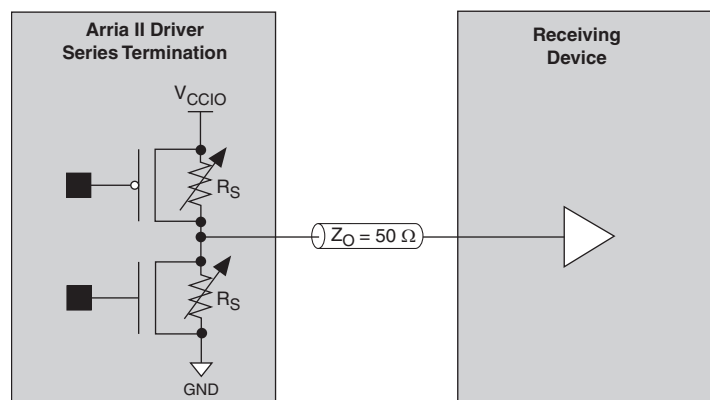 Arria II Driver
Series Termination
Receiving
Device
VCCIO
RS
ZO = 50 Ω
RS
GND